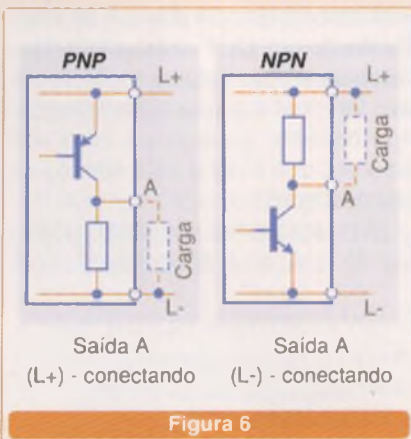 PNP
L+
A
Carga
L-
Saída A
(L+) - conectando
NPN
L+
A
Carga
L-
Saída A
(L-) - conectando
Figura 6